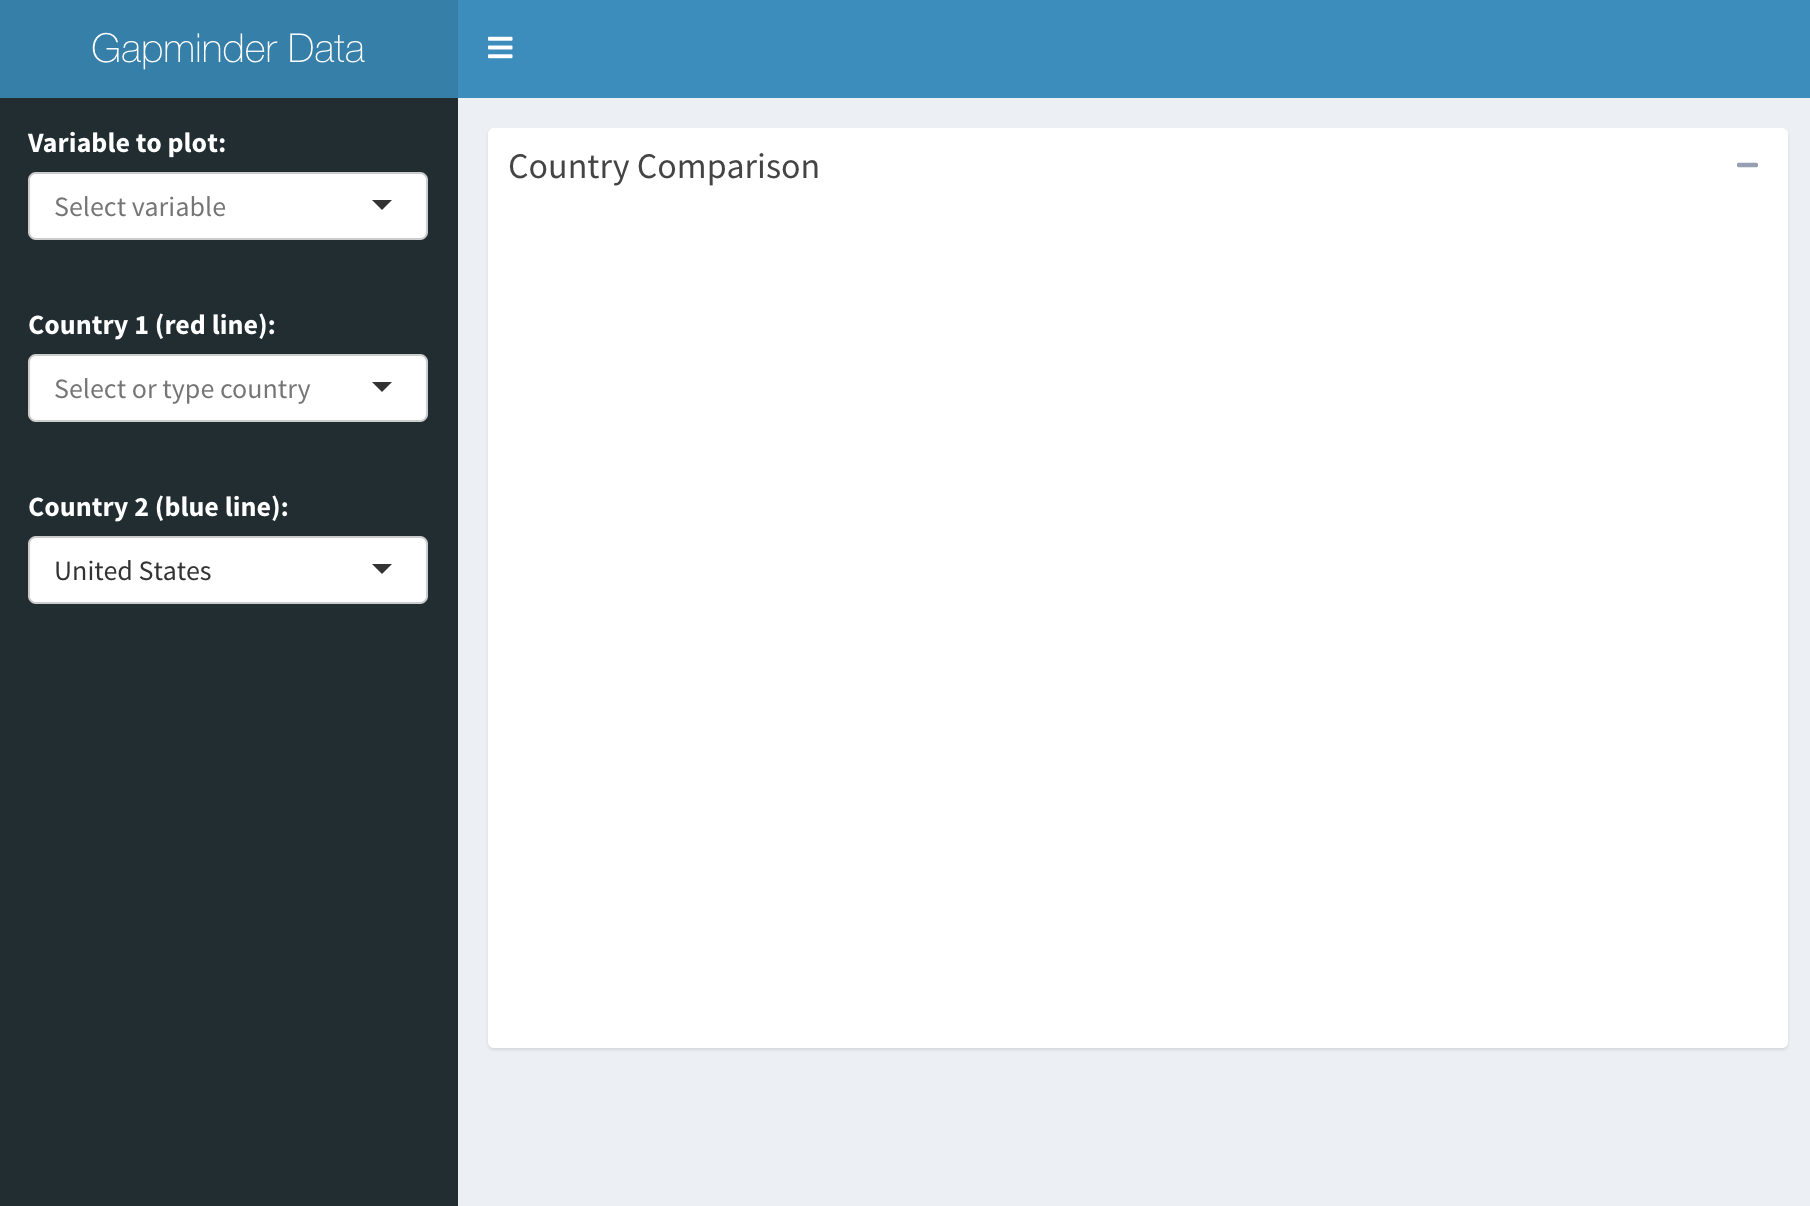 Gapminder Data
Variable to plot:
Select variable
Country 1 (red line):
Select or type country
Country 2 (blue line):
United States
Country Comparison